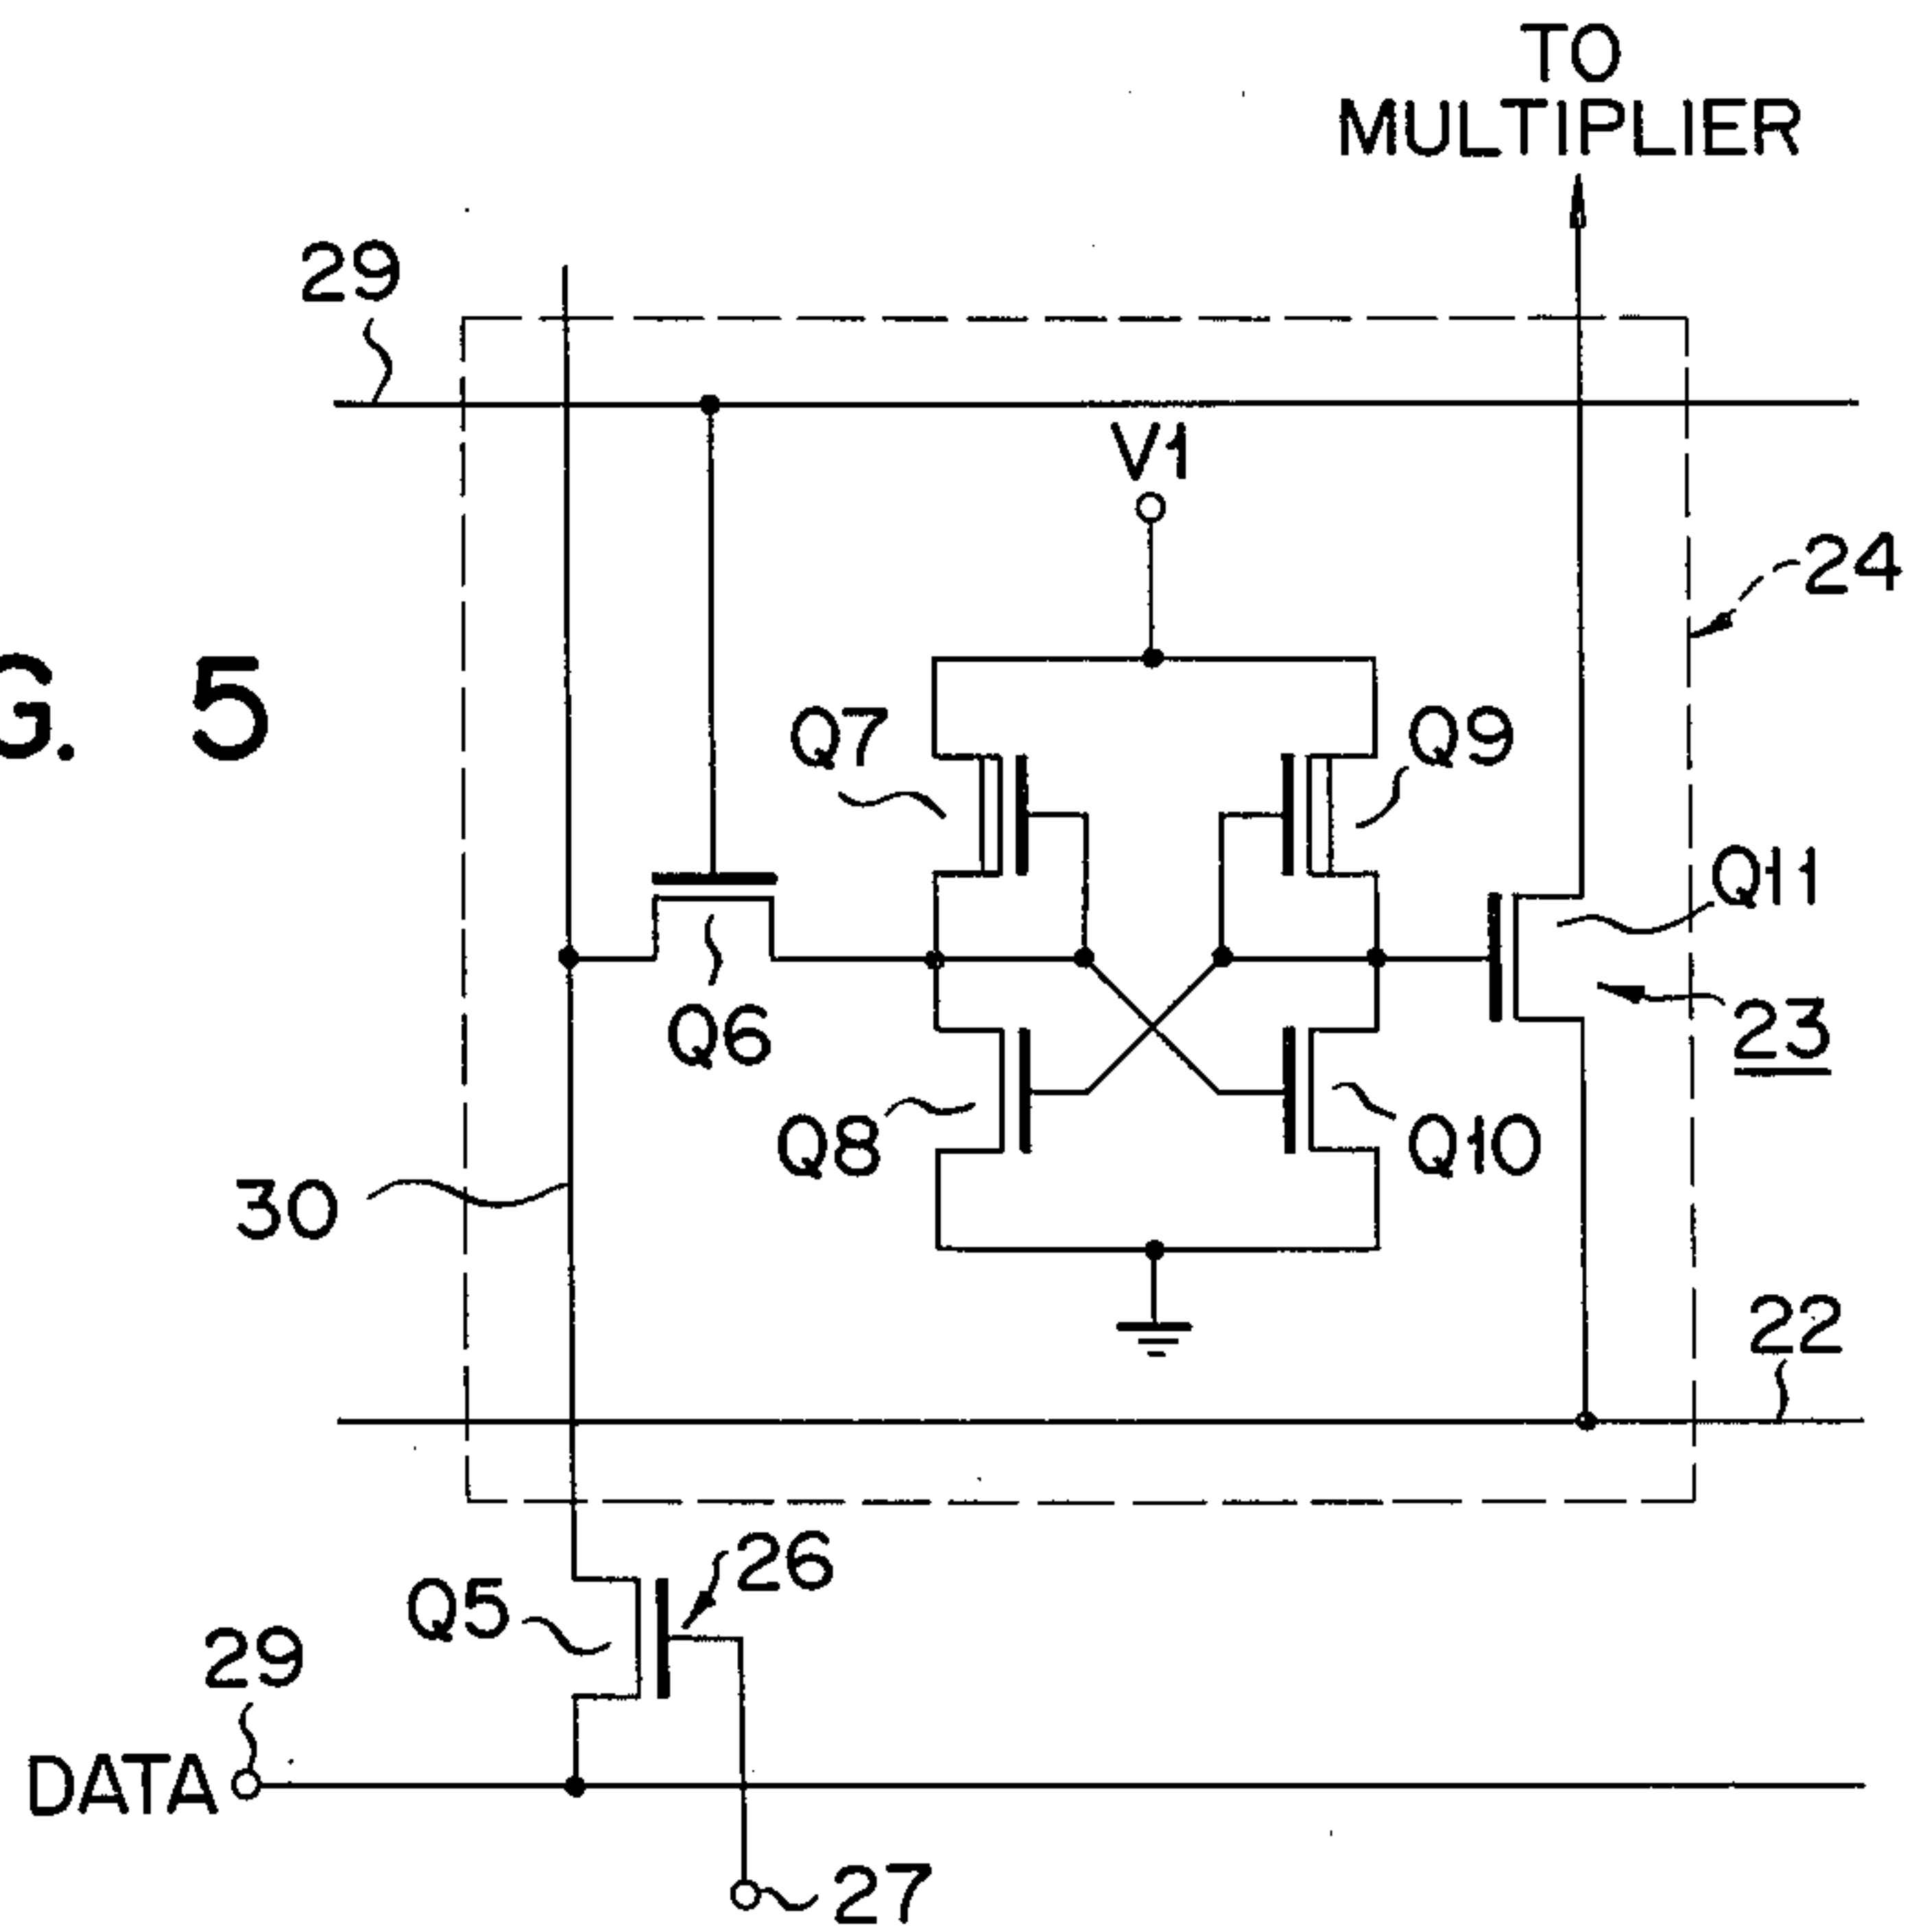 TO
MULTIPLIER
29
V1
24
G. 5
Q7
Q9
Q11
23
Q6
Q8
Q10
30
22
26
Q5
29
DATA
27